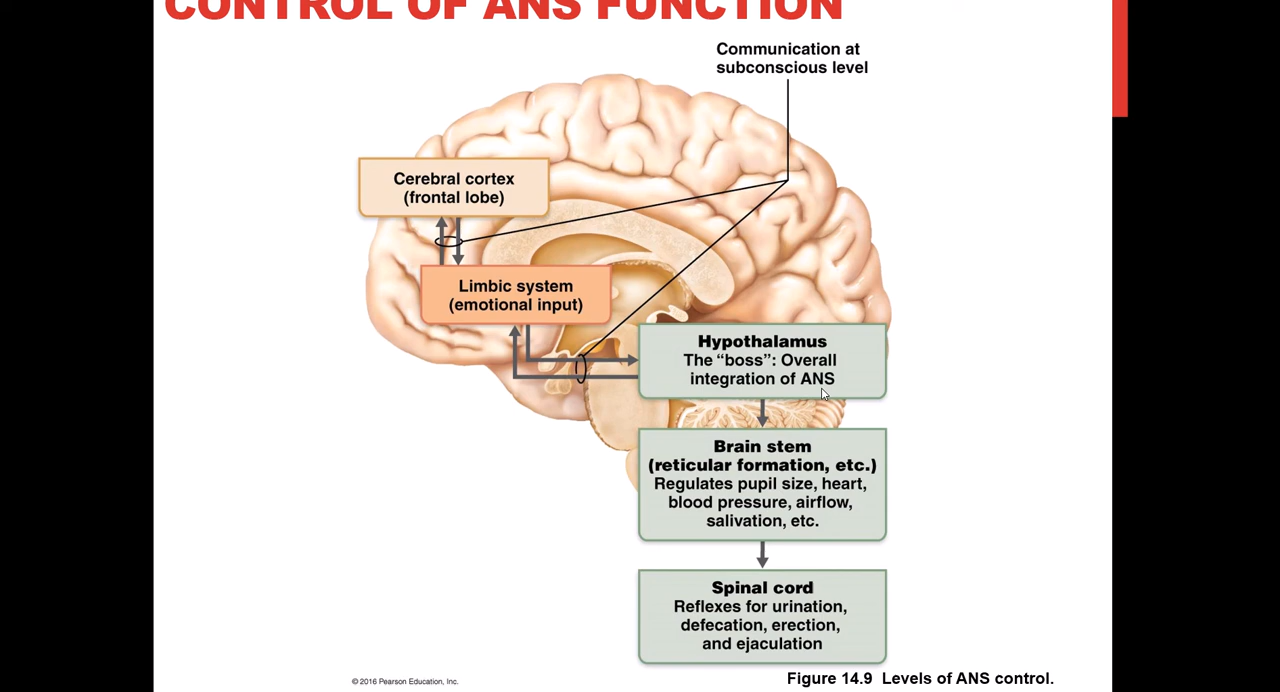 CONTROL OF ANS FUNCTION
Communication at
subconscious level
Cerebral cortex
(frontal lobe)
Limbic system
(emotional input)
Hypothalamus
The “boss”: Overall
integration of ANS
Brain stem
(reticular formation, etc.)
Regulates pupil size, heart,
blood pressure, airflow,
salivation, etc.
Spinal cord
Reflexes for urination,
defecation, erection,
and ejaculation
© 2016 Pearson Education, Inc.
Figure 14.9 Levels of ANS control.